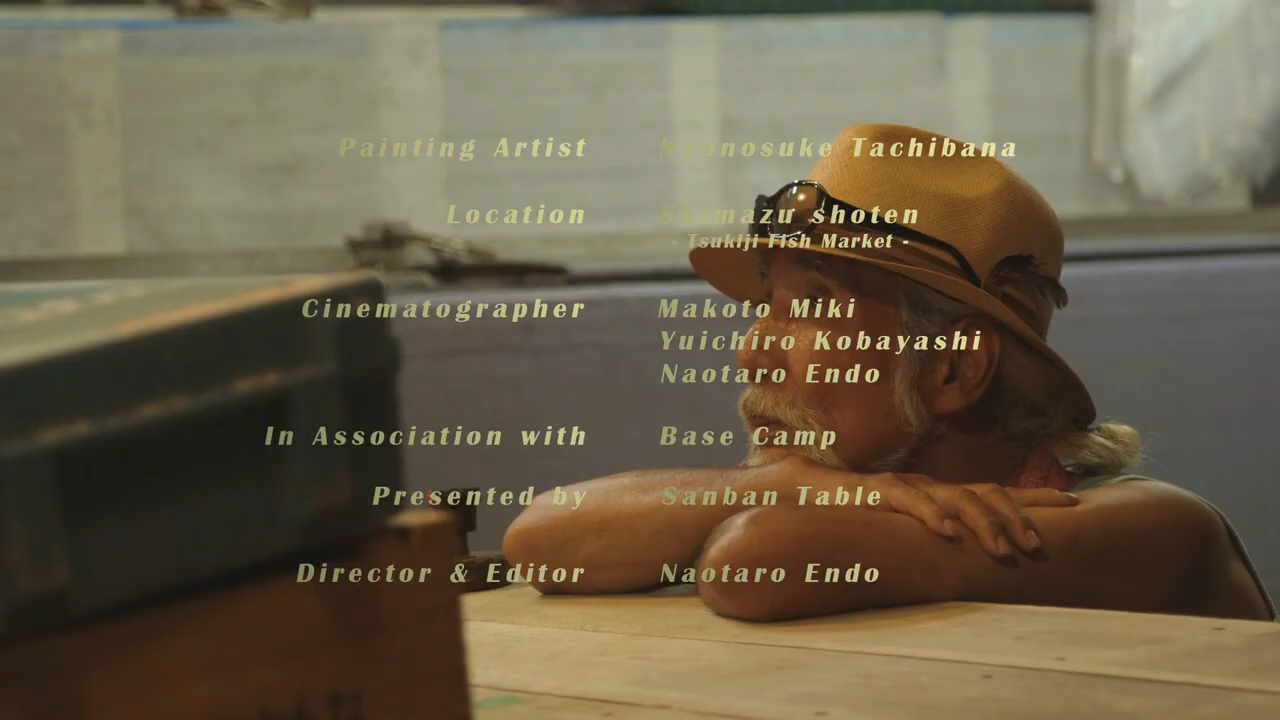 Painting Artist Naonosuke Tachibana
Location Shimazu shoten
- Tsukiji Fish Market -
Cinematographer Makoto Miki
Yuichiro Kobayashi
Naotaro Endo
In Association with Base Camp
Presented by Sanban Table
Director & Editor Naotaro Endo